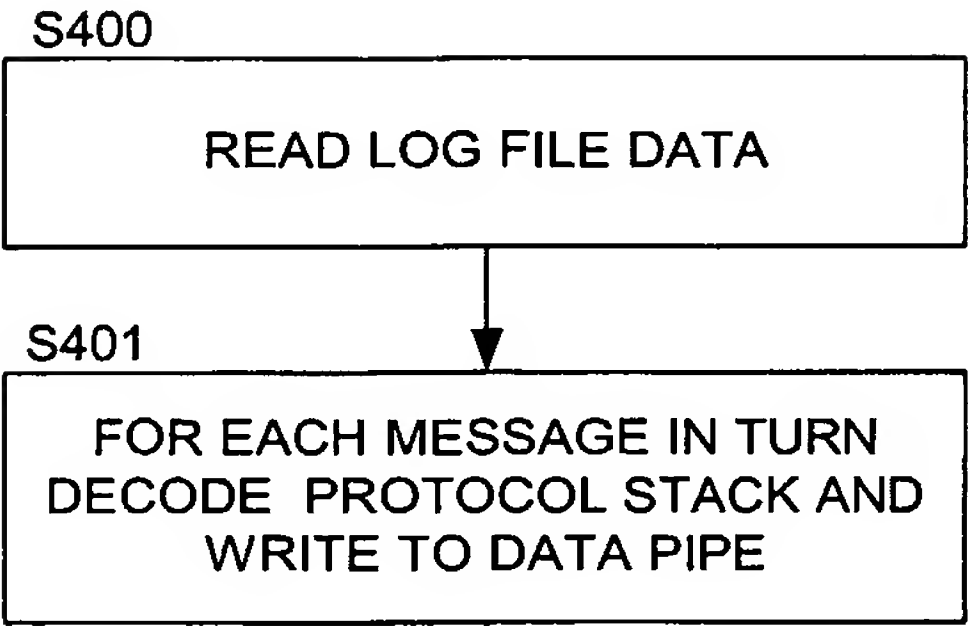 S400
READ LOG FILE DATA
S401
FOR EACH MESSAGE IN TURN
DECODE PROTOCOL STACK AND
WRITE TO DATA PIPE